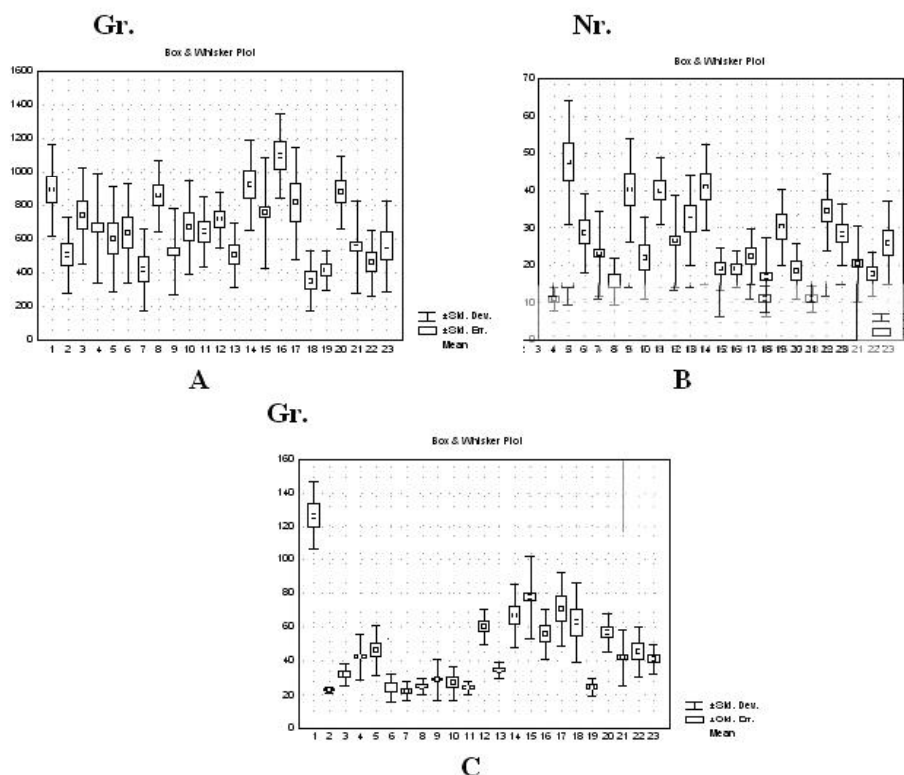 Gr.
Box & Whisker Plot
1600
1400
1200
1000
800
600
400
200
0
1 2 3 4 5 6 7 8 9 10 11 12 13 14 15 16 17 18 19 20 21 22 23
±Std. Dev.
±Std. Err.
Mean
A
Nr.
Box & Whisker Plot
70
60
50
40
30
20
10
B
Gr.
Box & Whisker Plot
160
140
120
100
80
60
40
20
0
1 2 3 4 5 6 7 8 9 10 11 12 13 14 15 16 17 18 19 20 21 22 23
±Std. Dev.
±Std. Err.
Mean
C